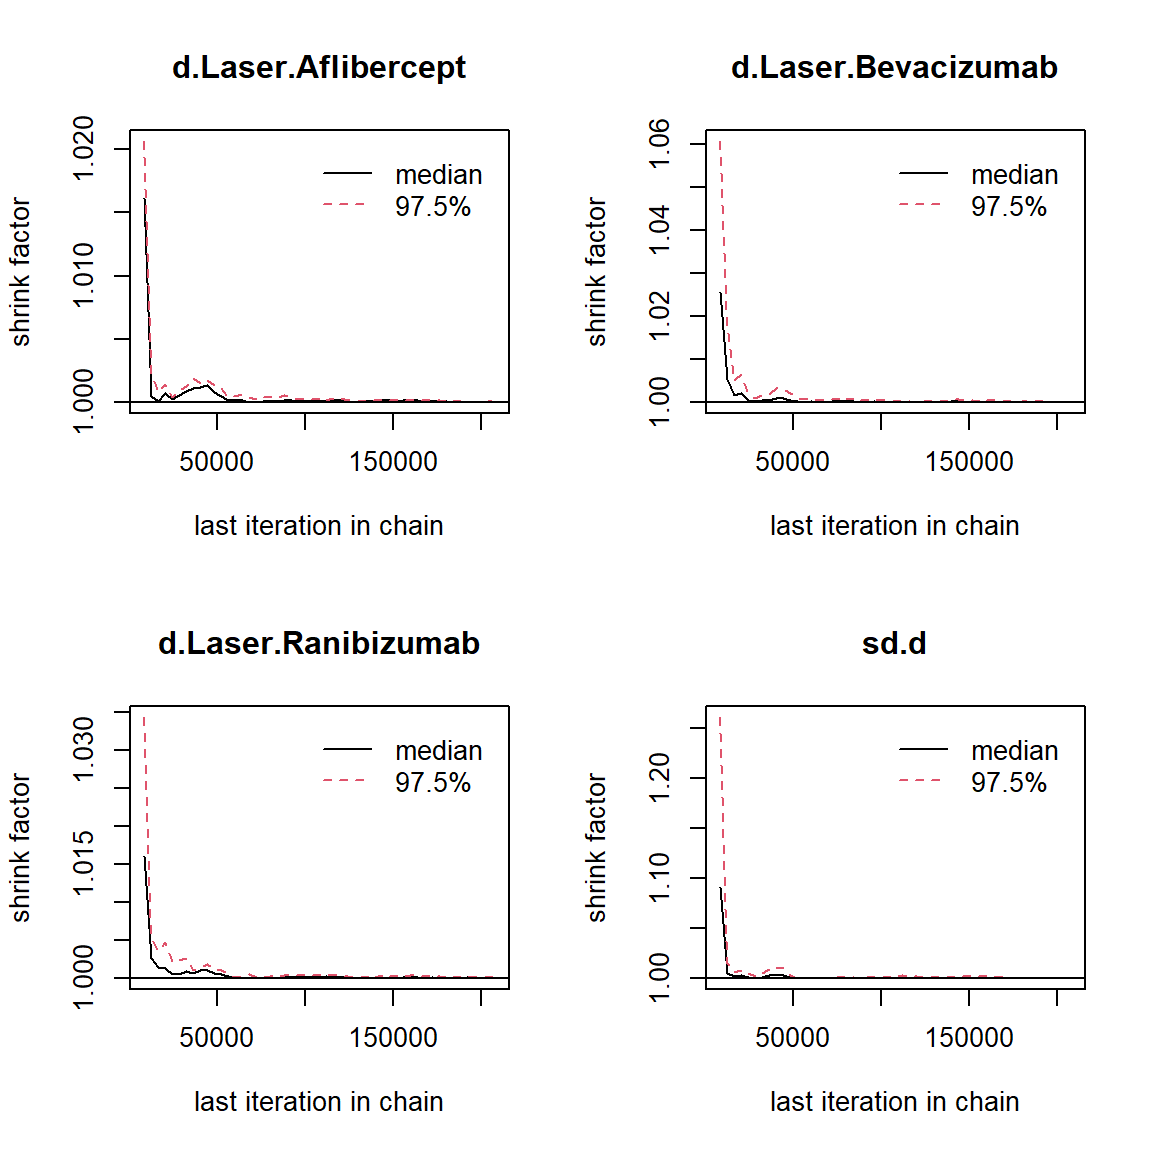 d.Laser.Aflibercept
shrink factor
1.000
1.010
1.020
median
97.5%
50000
150000
last iteration in chain
d.Laser.Bevacizumab
shrink factor
1.00
1.02
1.04
1.06
median
97.5%
50000
150000
last iteration in chain
d.Laser.Ranibizumab
shrink factor
1.000
1.015
1.030
median
97.5%
50000
150000
last iteration in chain
sd.d
shrink factor
1.00
1.10
1.20
median
97.5%
50000
150000
last iteration in chain